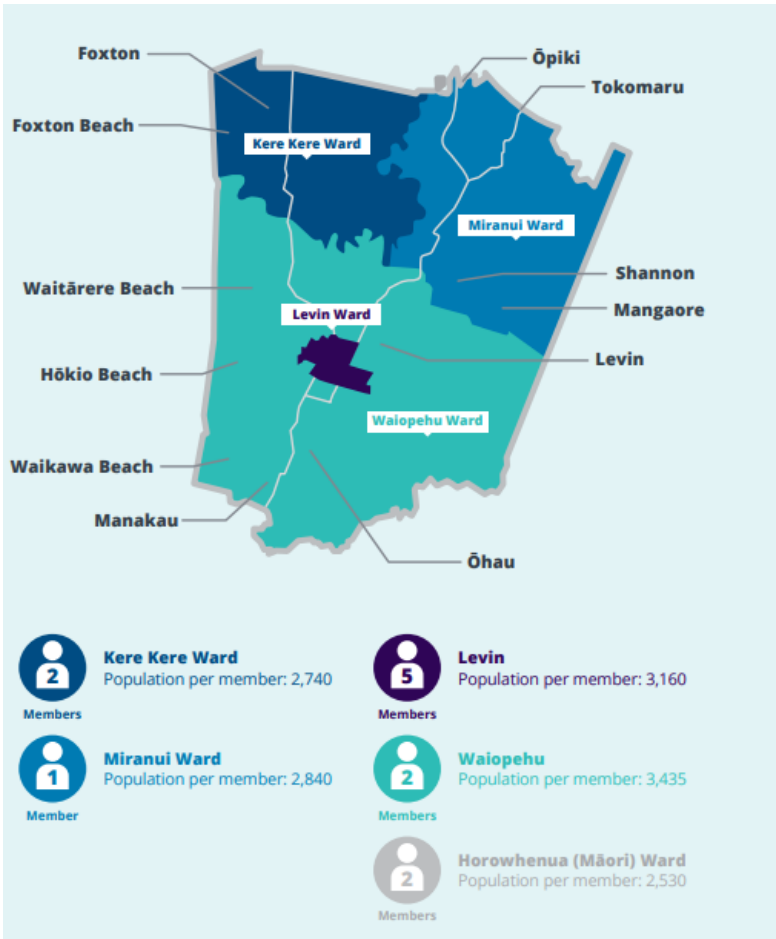 Foxton
Ōpiki
Tokomaru
Foxton Beach
Kere Kere Ward
Miranui Ward
Shannon
Waitārere Beach
Mangaore
Levin Ward
Levin
Hōkio Beach
Waiopehu Ward
Waikawa Beach
Manakau
Ōhau
2
Members
Kere Kere Ward
Population per member: 2,740
5
Members
Levin
Population per member: 3,160
1
Member
Miranui Ward
Population per member: 2,840
2
Members
Waiopehu
Population per member: 3,435
2
Members
Horowhenua (Māori) Ward
Population per member: 2,530